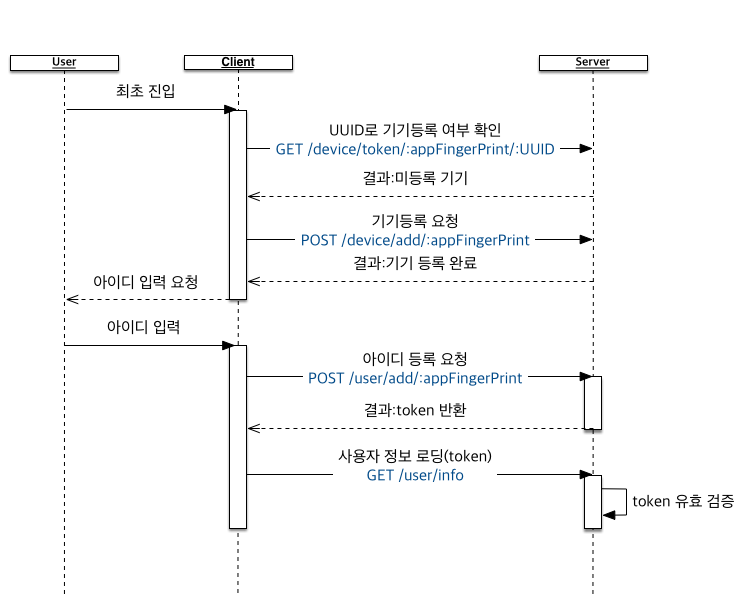 User
Client
Server
최초 진입
UUID로 기기등록 여부 확인
GET /device/token/:appFingerPrint/:UUID
결과:미등록 기기
기기등록 요청
POST /device/add/:appFingerPrint
결과:기기 등록 완료
아이디 입력 요청
아이디 입력
아이디 등록 요청
POST /user/add/:appFingerPrint
결과:token 반환
사용자 정보 로딩(token)
GET /user/info
token 유효 검증